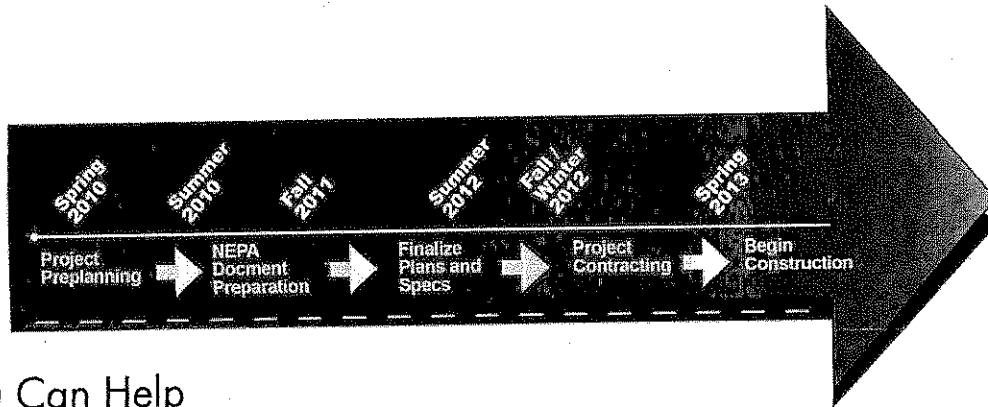 Spring
2010
Summer
2010
Fall
2011
Summer
2012
Fall /
Winter
2012
Spring
2013
Project
Preplanning
NEPA
Docment
Preparation
Finalize
Plans and
Specs
Project
Contracting
Begin
Construction
Can Help